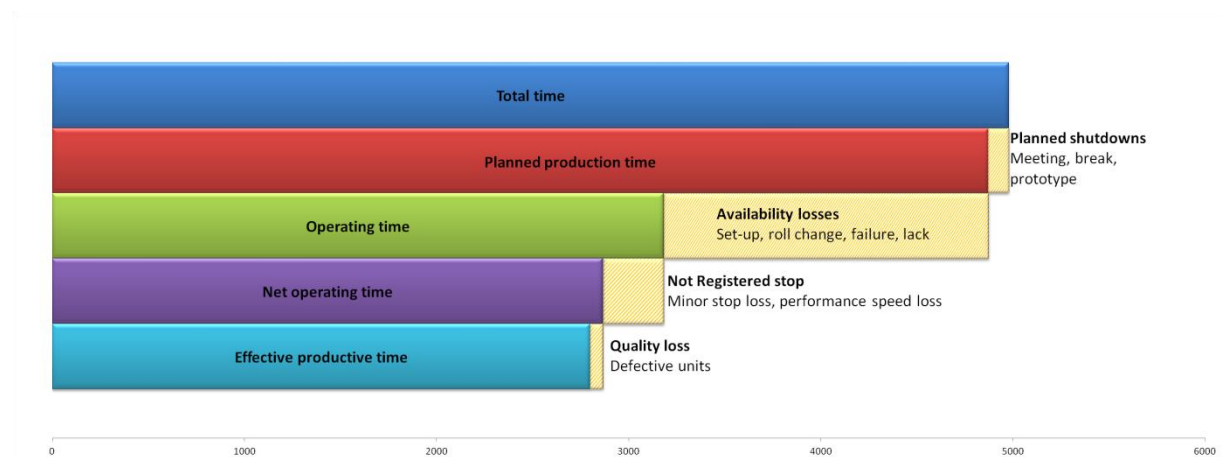 Total time
Planned production time
Planned shutdowns
Meeting, break,
prototype
Operating time
Availability losses
Set-up, roll change, failure, lack
Net operating time
Not Registered stop
Minor stop loss, performance speed loss
Effective productive time
Quality loss
Defective units
0 1000 2000 3000 4000 5000 6000